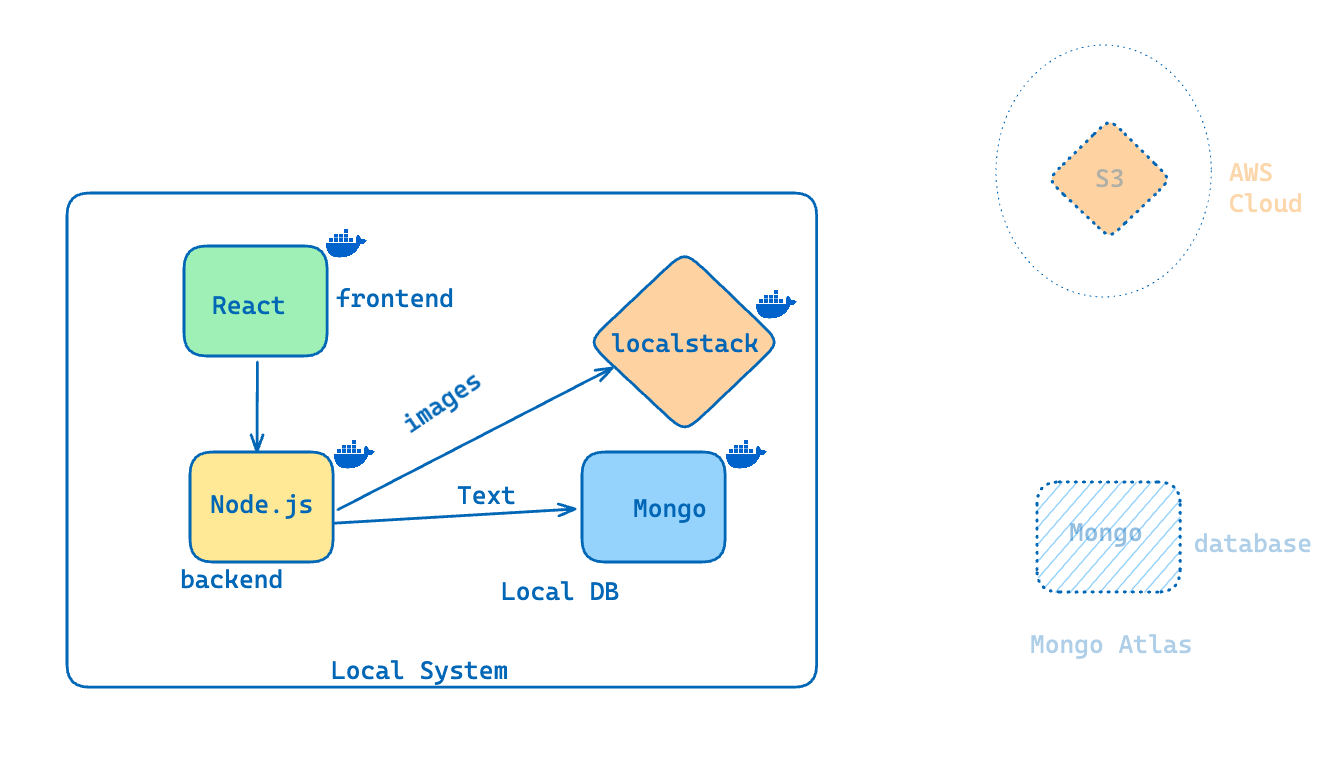 S3
AWS
Cloud
React
frontend
localstack
images
Node.js
Text
Mongo
backend
Local DB
Local System
Mongo
database
Mongo Atlas